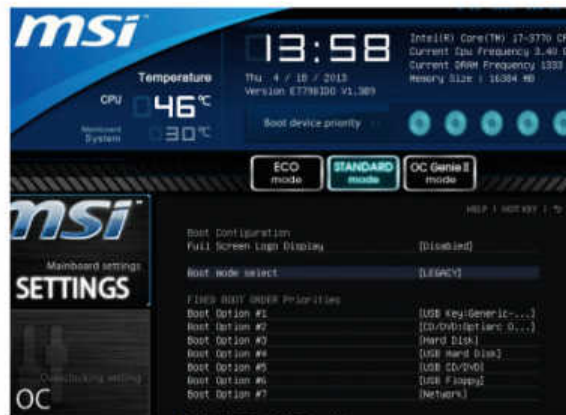 msi
13:58
Intel(R) Core(TM) i7-3770 CP
Current Cpu Frequency 3.40 G
Current DRAM Frequency 1333
Memory Size : 16384 MB
Temperature
Thu 4 / 18 / 2013
Version E7798IDO V1.3B9
CPU 46°C
Mainboard
System 30°C
Boot device priority
ECO
mode
STANDARD
mode
OC Genie II
mode
HELP | HOTKEY |
msi
Mainboard settings
SETTINGS
Boot Configuration
Full Screen Logo Display [Disabled]
Boot mode select [LEGACY]
FIXED BOOT ORDER Priorities
Boot Option #1 [USB Key:Generic-...]
Boot Option #2 [CD/DVD:Optiarc D...]
Boot Option #3 [Hard Disk]
Boot Option #4 [USB Hard Disk]
Boot Option #5 [USB CD/DVD]
Boot Option #6 [USB Floppy]
Boot Option #7 [Network]
Overclocking setting
OC